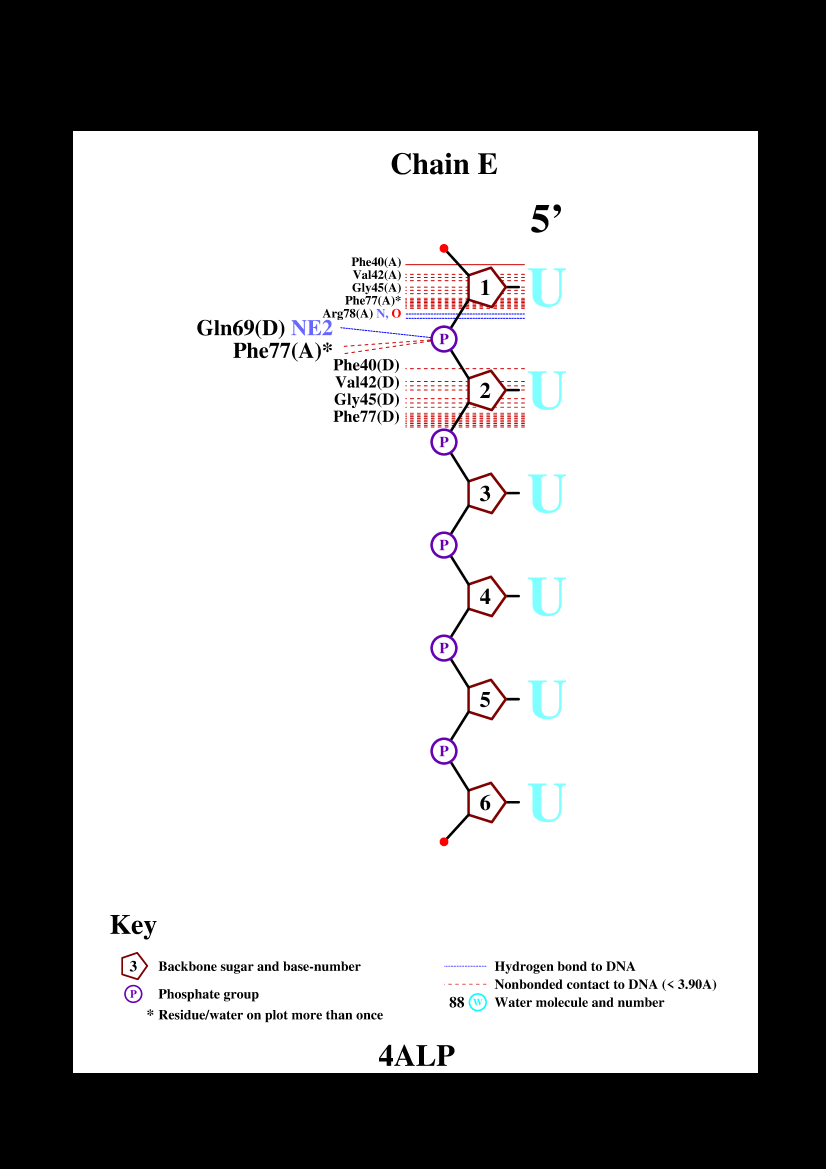 Chain E
5’
Phe40(A)
Val42(A)
Gly45(A)
Phe77(A)*
Arg78(A) N, O
1 U
Gln69(D) NE2
Phe77(A)*
P
Phe40(D)
Val42(D)
Gly45(D)
Phe77(D)
2 U
P
3 U
P
4 U
P
5 U
P
6 U
Key
3 Backbone sugar and base-number
P Phosphate group
* Residue/water on plot more than once
Hydrogen bond to DNA
Nonbonded contact to DNA (< 3.90A)
88 W Water molecule and number
4ALP